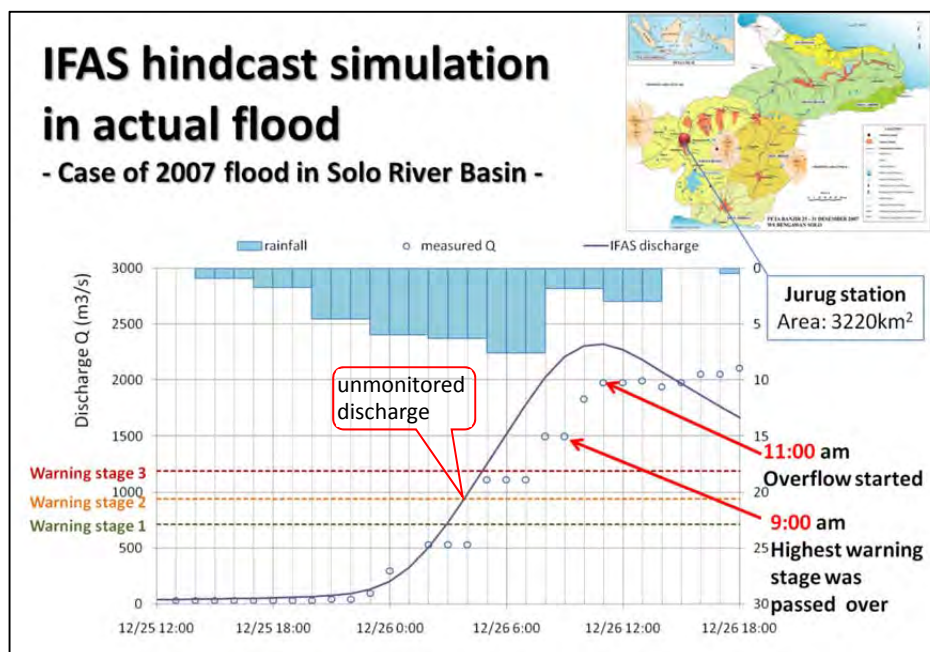 IFAS hindcast simulation
in actual flood
- Case of 2007 flood in Solo River Basin -
PETA BANJIR 25 - 31 DESEMBER 2007
WS BENGAWAN SOLO
rainfall
measured Q
IFAS discharge
Discharge Q (m3/s)
3000
2500
2000
1500
1000
500
0
0
5
10
15
20
25
30
Jurug station
Area: 3220km²
unmonitored
discharge
Warning stage 3
Warning stage 2
Warning stage 1
11:00 am
Overflow started
9:00 am
Highest warning
stage was
passed over
12/25 12:00
12/25 18:00
12/26 0:00
12/26 6:00
12/26 12:00
12/26 18:00